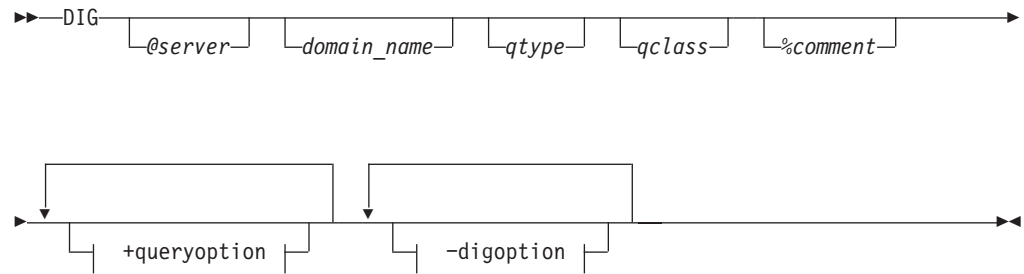 DIG
@server domain_name qtype qclass %comment
+queryoption -digoption